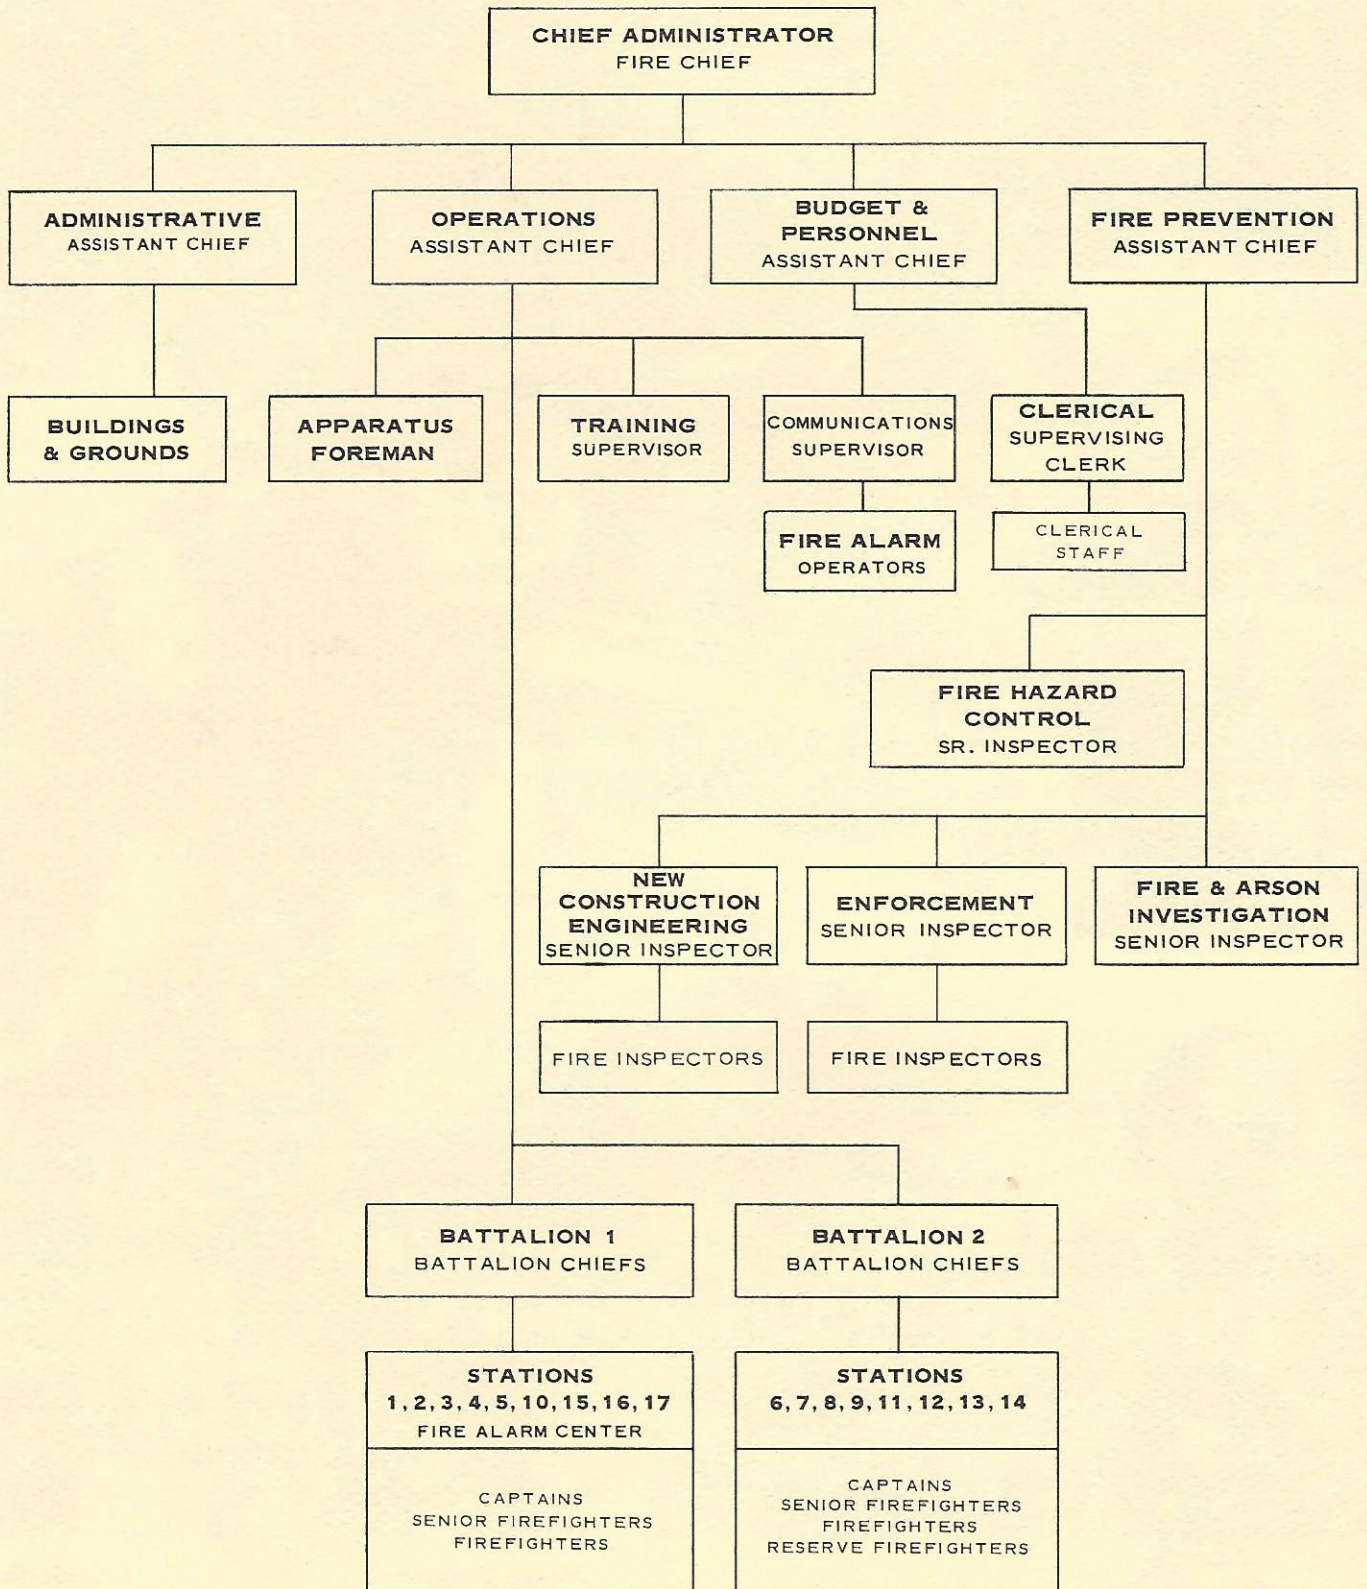 CHIEF ADMINISTRATOR
FIRE CHIEF
ADMINISTRATIVE
ASSISTANT CHIEF
OPERATIONS
ASSISTANT CHIEF
BUDGET &
PERSONNEL
ASSISTANT CHIEF
FIRE PREVENTION
ASSISTANT CHIEF
BUILDINGS
& GROUNDS
APPARATUS
FOREMAN
TRAINING
SUPERVISOR
COMMUNICATIONS
SUPERVISOR
CLERICAL
SUPERVISING
CLERK
FIRE ALARM
OPERATORS
CLERICAL
STAFF
FIRE HAZARD
CONTROL
SR. INSPECTOR
NEW
CONSTRUCTION
ENGINEERING
SENIOR INSPECTOR
ENFORCEMENT
SENIOR INSPECTOR
FIRE & ARSON
INVESTIGATION
SENIOR INSPECTOR
FIRE INSPECTORS
FIRE INSPECTORS
BATTALION 1
BATTALION CHIEFS
BATTALION 2
BATTALION CHIEFS
STATIONS
1, 2, 3, 4, 5, 10, 15, 16, 17
FIRE ALARM CENTER
CAPTAINS
SENIOR FIREFIGHTERS
FIREFIGHTERS
STATIONS
6, 7, 8, 9, 11, 12, 13, 14
CAPTAINS
SENIOR FIREFIGHTERS
FIREFIGHTERS
RESERVE FIREFIGHTERS